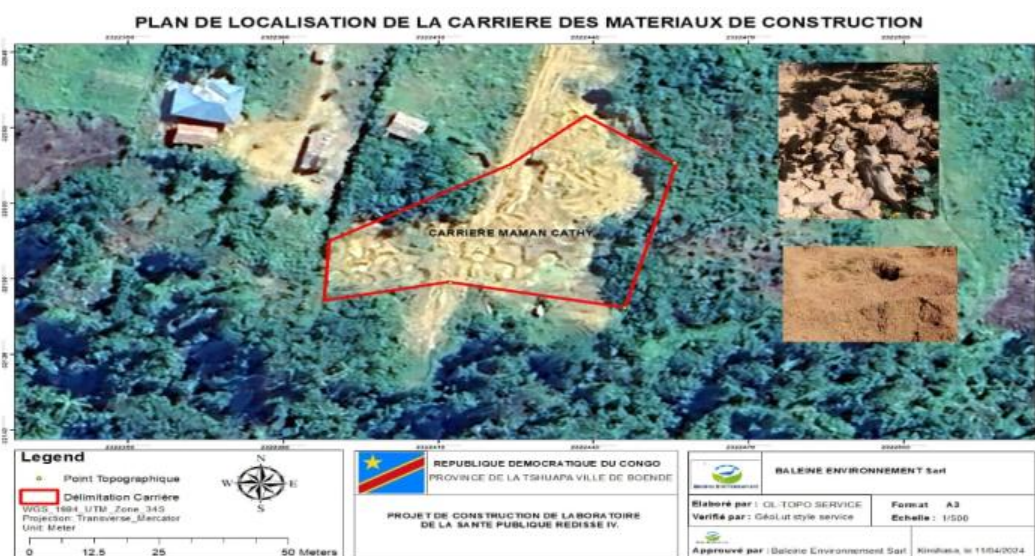 PLAN DE LOCALISATION DE LA CARRIERE DES MATERIAUX DE CONSTRUCTION
CARRIERE MAMAN CATHY
Legend
Point Topographique
Délimitation Carrière
WGS_1984_UTM_Zone_34S
Projection: Transverse_Mercator
Unit: Meter
0 12.5 25 50 Meters
N
W E
S
REPUBLIQUE DEMOCRATIQUE DU CONGO
PROVINCE DE LA TSHUAPA VILLE DE BOENDE
PROJET DE CONSTRUCTION DE LABORATOIRE
DE LA SANTE PUBLIQUE REDISSE IV.
BALEINE ENVIRONNEMENT Sarl
Elaboré par : OL-TOPO SERVICE
Verifié par : GéoLut style service
Format A3
Echelle : 1/500
Approuvé par : Baleine Environnement Sarl
Kinshasa, le 11/04/2024